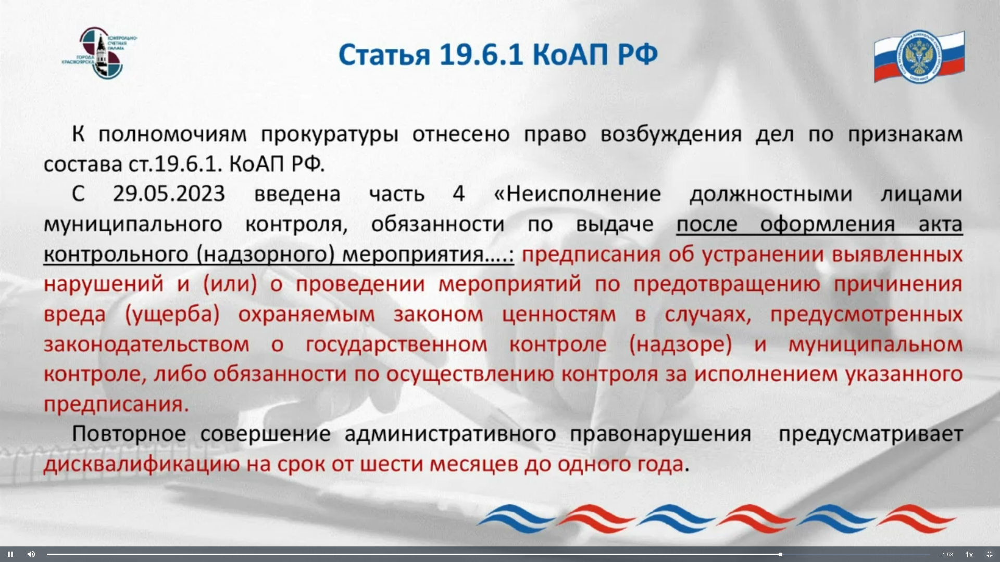 КОНТРОЛЬНО-
СЧЕТНАЯ
ПАЛАТА
ГОРОДА
КРАСНОЯРСКА
Статья 19.6.1 КоАП РФ
К полномочиям прокуратуры отнесено право возбуждения дел по признакам
состава ст.19.6.1. КоАП РФ.
С 29.05.2023 введена часть 4 «Неисполнение должностными лицами
муниципального контроля, обязанности по выдаче после оформления акта
контрольного (надзорного) мероприятия….: предписания об устранении выявленных
нарушений и (или) о проведении мероприятий по предотвращению причинения
вреда (ущерба) охраняемым законом ценностям в случаях, предусмотренных
законодательством о государственном контроле (надзоре) и муниципальном
контроле, либо обязанности по осуществлению контроля за исполнением указанного
предписания.
Повторное совершение административного правонарушения предусматривает
дисквалификацию на срок от шести месяцев до одного года.
-1:53
1x